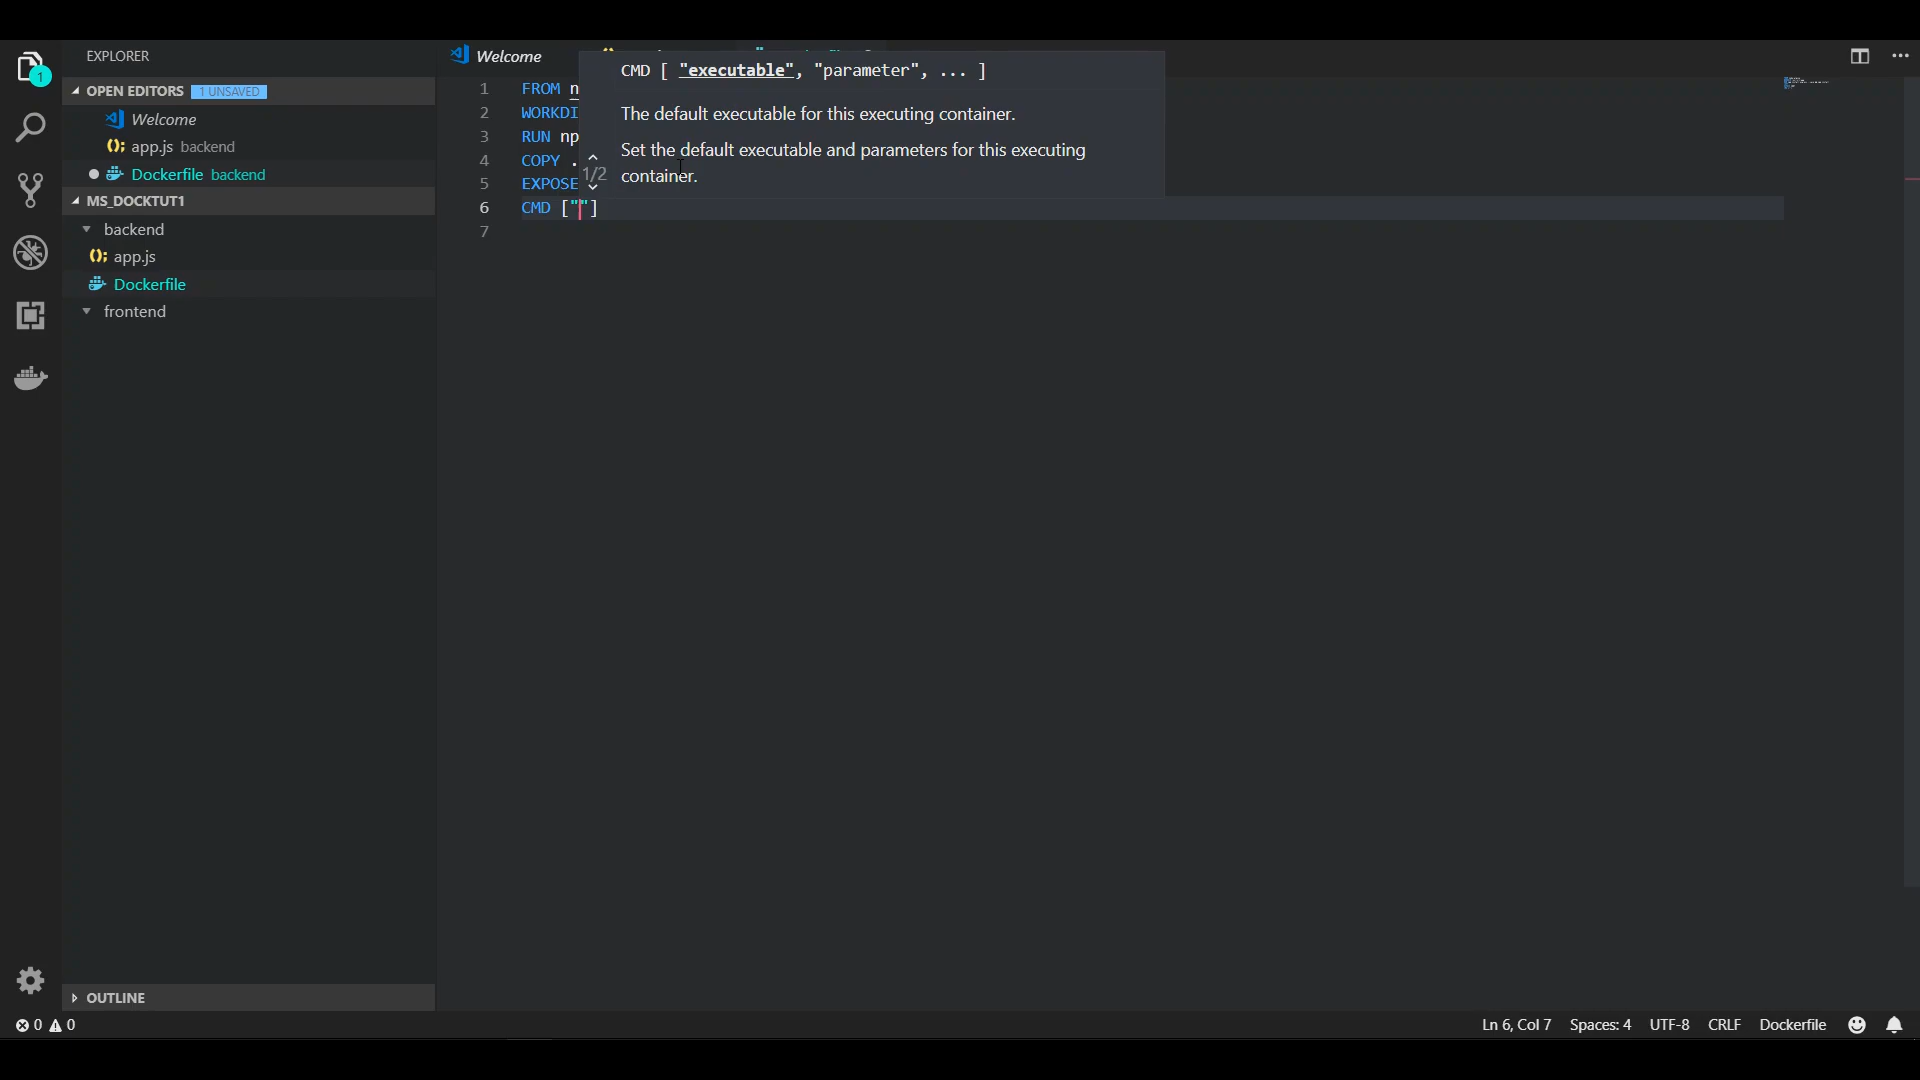 EXPLORER
OPEN EDITORS 1 UNSAVED
Welcome
app.js backend
Dockerfile backend
MS_DOCKTUT1
backend
app.js
Dockerfile
frontend
OUTLINE
1
Welcome
1 FROM n
2 WORKDI
3 RUN np
4 COPY .
5 EXPOSE
6 CMD [""]
7
CMD [ "executable", "parameter", ... ]
The default executable for this executing container.
Set the default executable and parameters for this executing
container.
1/2
0 0
Ln 6, Col 7 Spaces: 4 UTF-8 CRLF Dockerfile